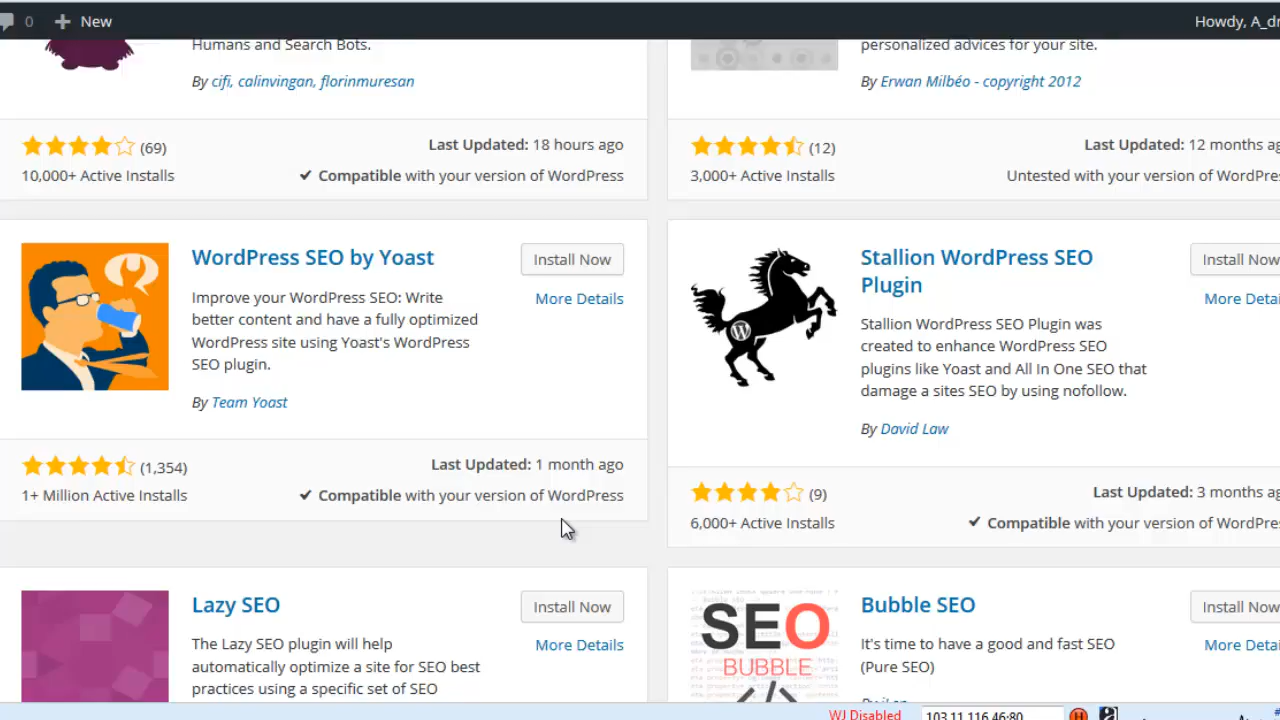 0 New Howdy, A_dr
Humans and Search Bots.
By cifi, calinvingan, florinmuresan
(69) Last Updated: 18 hours ago
10,000+ Active Installs ✔ Compatible with your version of WordPress
personalized advices for your site.
By Erwan Milbéo - copyright 2012
(12) Last Updated: 12 months ag
3,000+ Active Installs Untested with your version of WordPres
WordPress SEO by Yoast
Install Now
More Details
Improve your WordPress SEO: Write
better content and have a fully optimized
WordPress site using Yoast's WordPress
SEO plugin.
By Team Yoast
(1,354) Last Updated: 1 month ago
1+ Million Active Installs ✔ Compatible with your version of WordPress
Stallion WordPress SEO
Plugin
Install Now
More Detai
Stallion WordPress SEO Plugin was
created to enhance WordPress SEO
plugins like Yoast and All In One SEO that
damage a sites SEO by using nofollow.
By David Law
(9) Last Updated: 3 months ag
6,000+ Active Installs ✔ Compatible with your version of WordPres
Lazy SEO
Install Now
More Details
The Lazy SEO plugin will help
automatically optimize a site for SEO best
practices using a specific set of SEO
SEO
BUBBLE
</>
Bubble SEO
Install Now
More Detai
It's time to have a good and fast SEO
(Pure SEO)
WJ Disabled 103.11.116.46:80